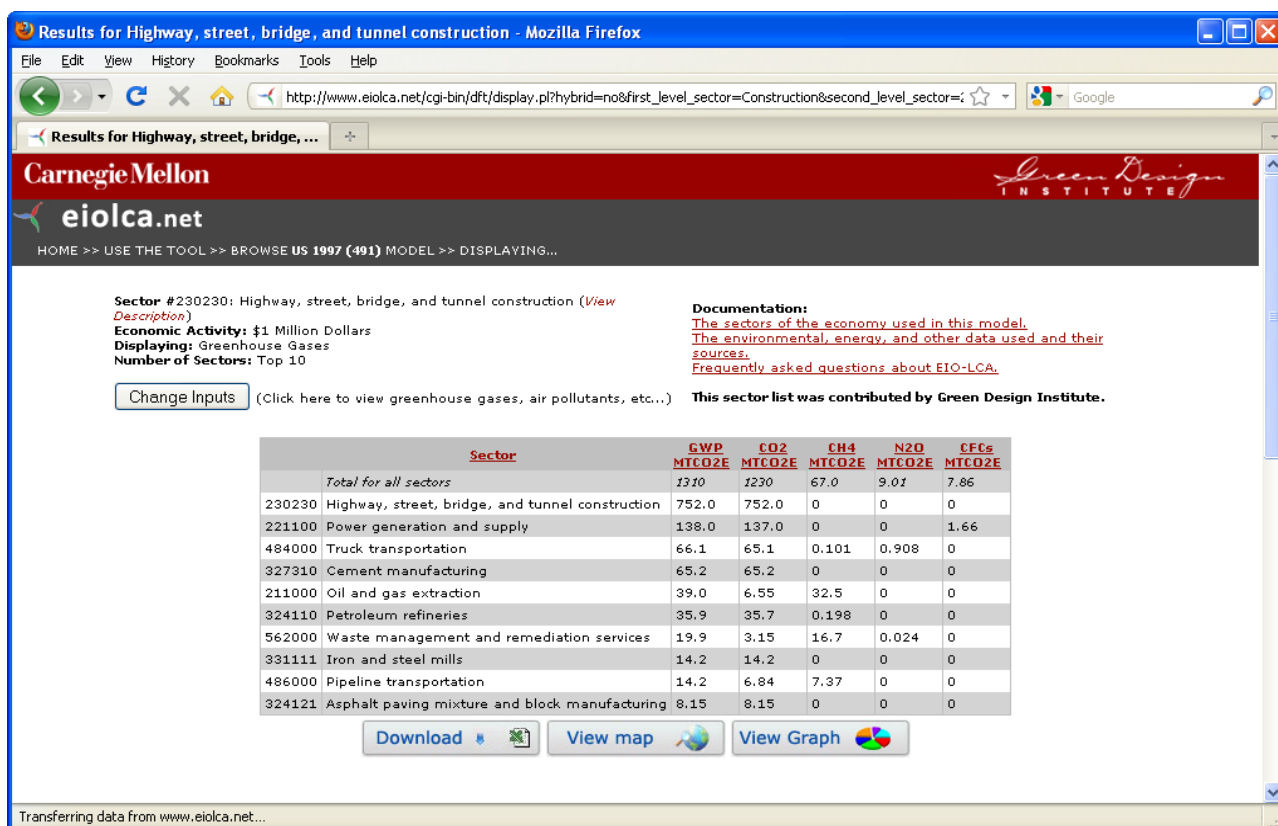 Results for Highway, street, bridge, and tunnel construction - Mozilla Firefox
File Edit View History Bookmarks Tools Help
http://www.eiolca.net/cgi-bin/dft/display.pl?hybrid=no&first_level_sector=Construction&second_level_sector=
Google
Results for Highway, street, bridge, ...
Carnegie Mellon
Green Design
INSTITUTE
eiolca.net
HOME >> USE THE TOOL >> BROWSE US 1997 (491) MODEL >> DISPLAYING...
Sector #230230: Highway, street, bridge, and tunnel construction (View
Description)
Economic Activity: $1 Million Dollars
Displaying: Greenhouse Gases
Number of Sectors: Top 10
Change Inputs (Click here to view greenhouse gases, air pollutants, etc...)
Documentation:
The sectors of the economy used in this model.
The environmental, energy, and other data used and their
sources.
Frequently asked questions about EIO-LCA.
This sector list was contributed by Green Design Institute.
Sector GWP MTCO2E CO2 MTCO2E CH4 MTCO2E N2O MTCO2E CFCs MTCO2E
Total for all sectors 1310 1230 67.0 9.01 7.86
230230 Highway, street, bridge, and tunnel construction 752.0 752.0 0 0 0
221100 Power generation and supply 138.0 137.0 0 0 1.66
484000 Truck transportation 66.1 65.1 0.101 0.908 0
327310 Cement manufacturing 65.2 65.2 0 0 0
211000 Oil and gas extraction 39.0 6.55 32.5 0 0
324110 Petroleum refineries 35.9 35.7 0.198 0 0
562000 Waste management and remediation services 19.9 3.15 16.7 0.024 0
331111 Iron and steel mills 14.2 14.2 0 0 0
486000 Pipeline transportation 14.2 6.84 7.37 0 0
324121 Asphalt paving mixture and block manufacturing 8.15 8.15 0 0 0
Download View map View Graph
Transferring data from www.eiolca.net...